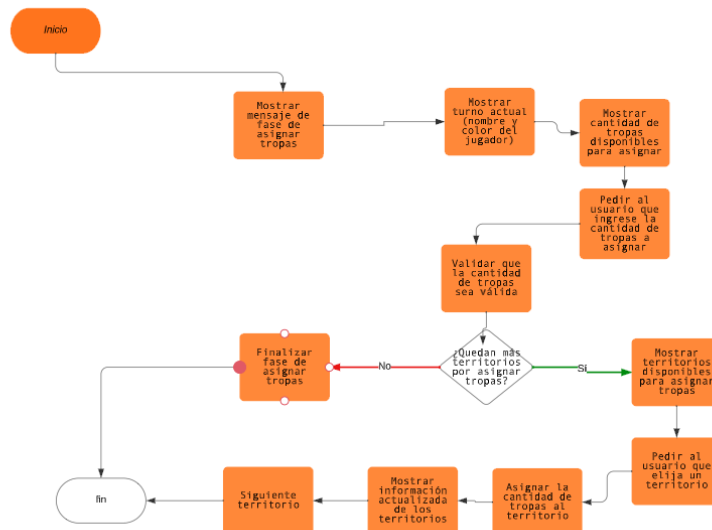 Inicio
Mostrar
mensaje de
fase de
asignar
tropas
Mostrar
turno actual
(nombre y
color del
jugador)
Mostrar
cantidad de
tropas
disponibles
para asignar
Pedir al
usuario que
ingrese la
cantidad de
tropas a
asignar
Validar que
la cantidad
de tropas
sea válida
¿Quedan más
territorios
por asignar
tropas?
No
Si
Finalizar
fase de
asignar
tropas
Mostrar
territorios
disponibles
para asignar
tropas
Pedir al
usuario que
elija un
territorio
Asignar la
cantidad de
tropas al
territorio
Mostrar
información
actualizada
de los
territorios
Siguiente
territorio
fin